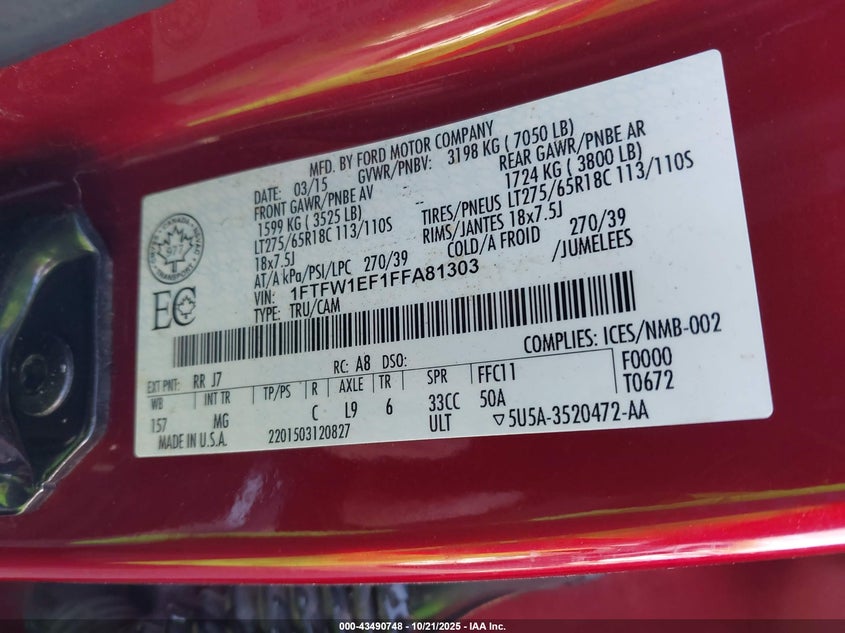 MFD. BY FORD MOTOR COMPANY
DATE: 03/15 GVWR/PNBV: 3198 KG ( 7050 LB)
FRONT GAWR/PNBE AV - REAR GAWR/PNBE AR
1599 KG ( 3525 LB) 1724 KG ( 3800 LB)
LT275/65R18C 113/110S TIRES/PNEUS LT275/65R18C 113/110S
18x7.5J RIMS/JANTES 18x7.5J
AT/A kPa/PSI/LPC 270/39 COLD/A FROID 270/39
VIN: 1FTFW1EF1FFA81303 /JUMELEES
TYPE: TRU/CAM
EC
977
COMPLIES: ICES/NMB-002
EXT PNT: RR J7 RC: A8 DSO: F0000
WB INT TR TP/PS R AXLE TR SPR FFC11 T0672
157 MG C L9 6 33CC 50A
ULT
MADE IN U.S.A. 2201503120827 5U5A-3520472-AA
000-43490748 - 10/21/2025 - IAA Inc.